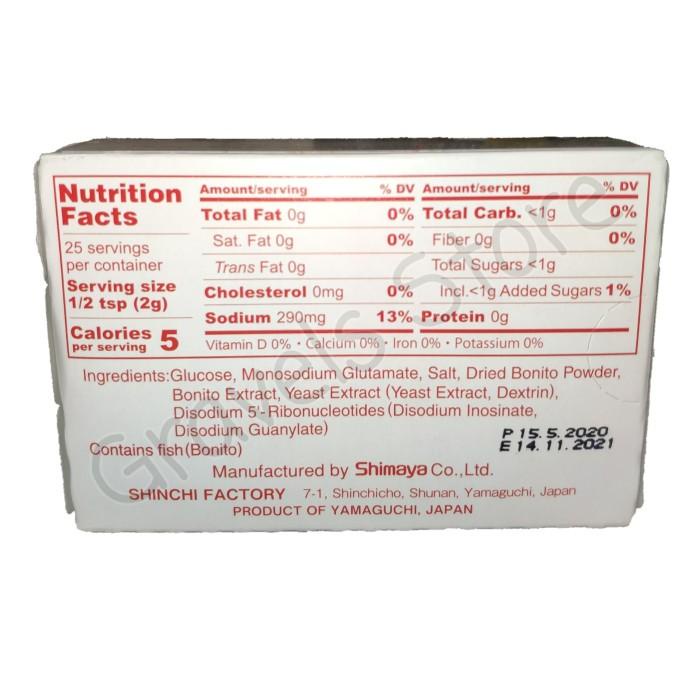 Nutrition
Facts
25 servings
per container
Serving size
1/2 tsp (2g)
Calories
per serving 5
Amount/serving % DV
Total Fat 0g 0%
Sat. Fat 0g 0%
Trans Fat 0g
Cholesterol 0mg 0%
Sodium 290mg 13%
Amount/serving % DV
Total Carb. <1g 0%
Fiber 0g 0%
Total Sugars <1g
Incl.<1g Added Sugars 1%
Protein 0g
Vitamin D 0% • Calcium 0% • Iron 0% • Potassium 0%
Ingredients:Glucose, Monosodium Glutamate, Salt, Dried Bonito Powder,
Bonito Extract, Yeast Extract (Yeast Extract, Dextrin),
Disodium 5'-Ribonucleotides (Disodium Inosinate,
Disodium Guanylate)
Contains fish (Bonito)
P 15.5.2020
E 14.11.2021
Manufactured by Shimaya Co., Ltd.
SHINCHI FACTORY 7-1, Shinchicho, Shunan, Yamaguchi, Japan
PRODUCT OF YAMAGUCHI, JAPAN
Gravels Store